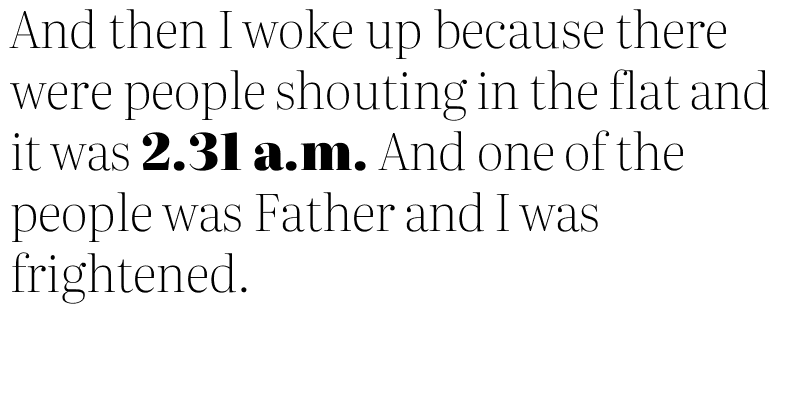 And then I woke up because there
were people shouting in the flat and
it was 2.31 a.m. And one of the
people was Father and I was
frightened.